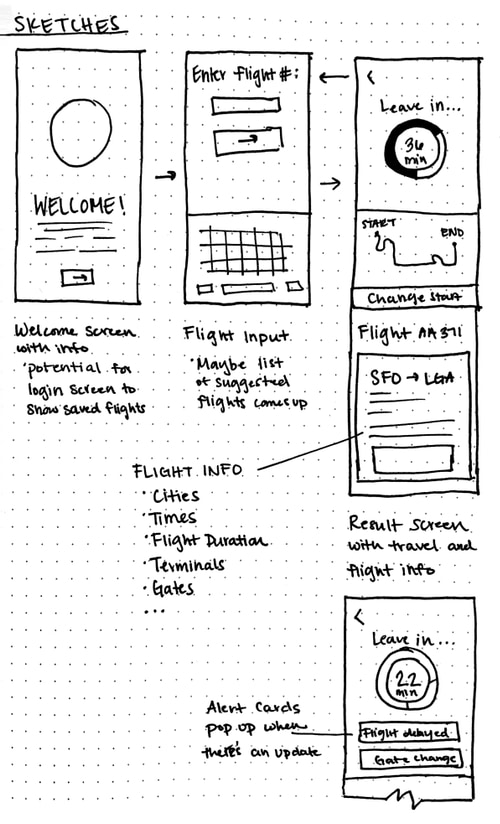 SKETCHES
WELCOME!
Welcome screen
with info
·potential for
login screen to
show saved flights
Enter flight #:
Flight Input
·Maybe list
of suggested
flights comes up
Leave in...
36
min
START
END
Change Start
Flight AA 371
SFO → LGA
FLIGHT INFO
·Cities
·Times
·Flight Duration
·Terminals
·Gates
·...
Result screen
with travel and
flight info
Leave in...
22
min
Flight delayed
Gate change
Alert Cards
pop up when
there's an update